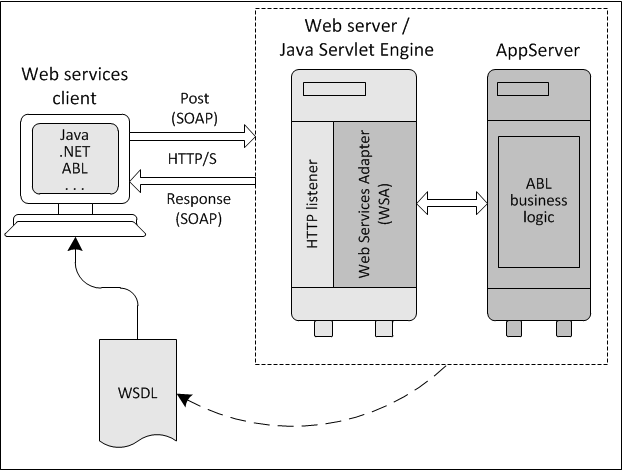 Web server /
Java Servlet Engine
AppServer
Web services
client
Post
(SOAP)
HTTP/S
Response
(SOAP)
Java
.NET
ABL
. . .
HTTP listener
Web Services Adapter
(WSA)
ABL
business
logic
WSDL